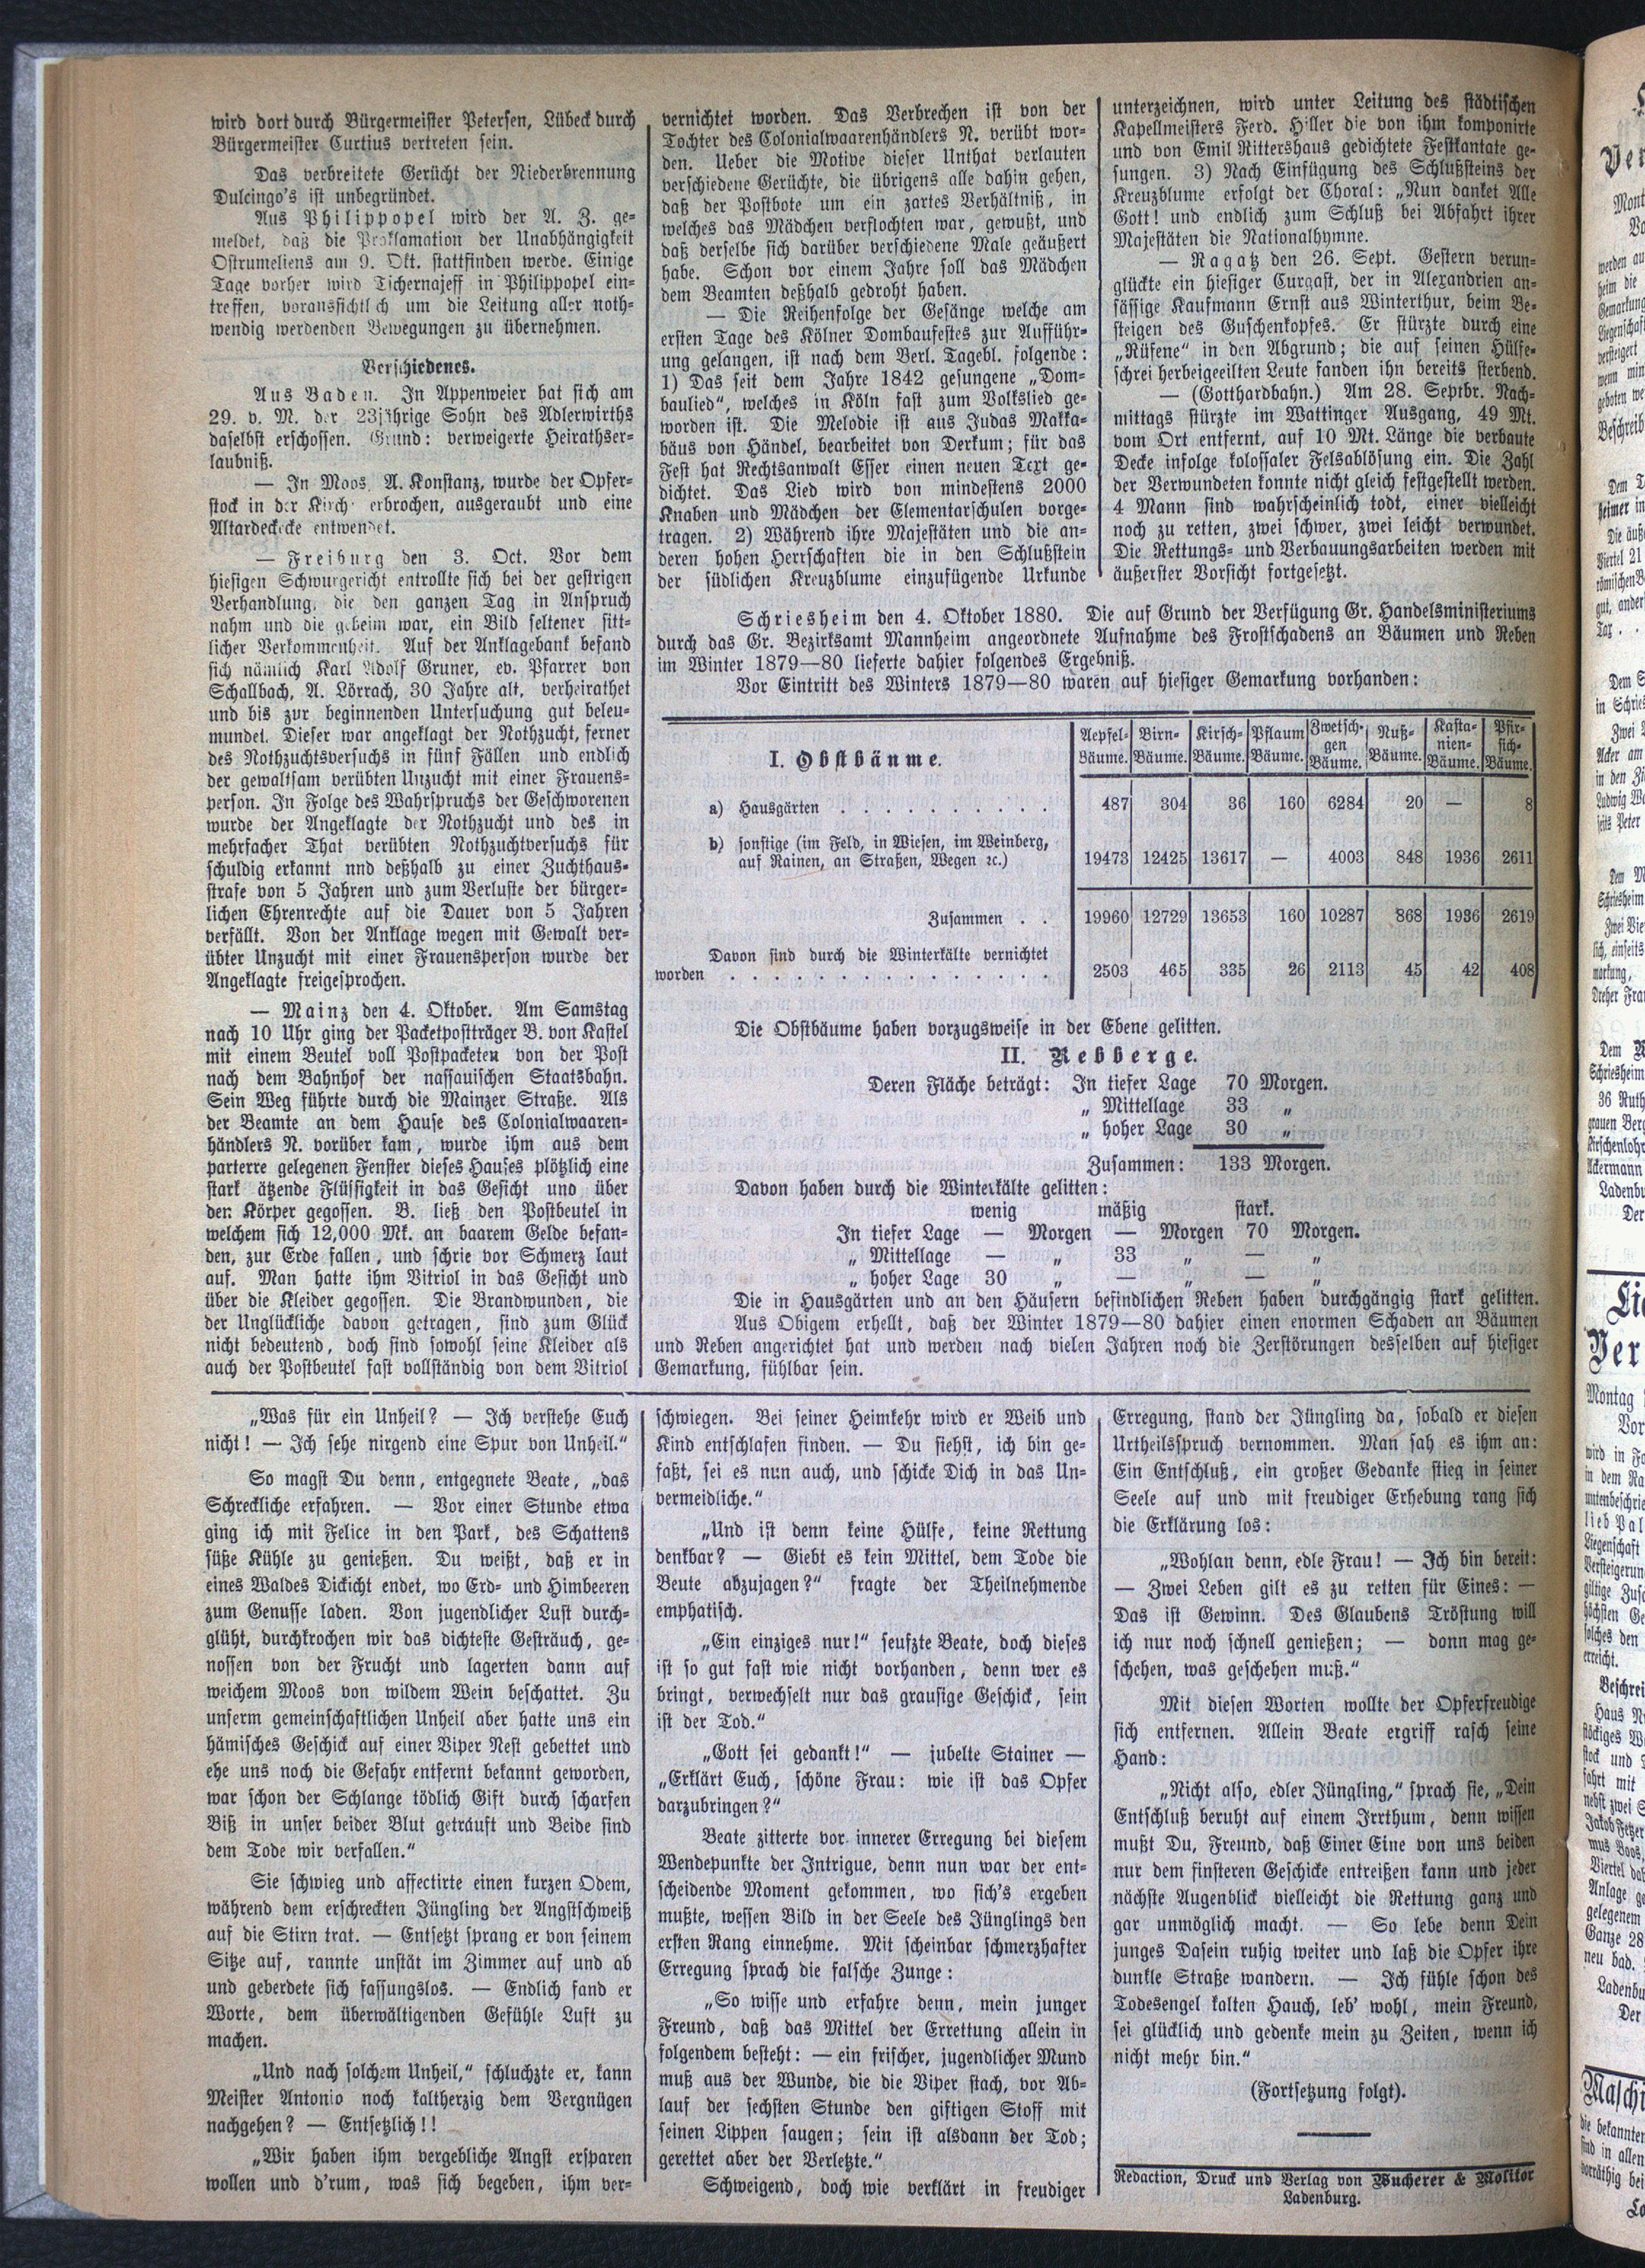 wird dort durch Bürgermeister Petersen, Lübeck durch
Bürgermeister Curtius vertreten sein.
Das verbreitete Gerücht der Niederbrennung
Dulcingo's ist unbegründet.
Aus Philippopel wird der A. Z. ge-
meldet, daß die Proklamation der Unabhängigkeit
Ostrumeliens am 9. Okt. stattfinden werde. Einige
Tage vorher wird Tschernajeff in Philippopel ein-
treffen, voraussichtlich um die Leitung aller noth-
wendig werdenden Bewegungen zu übernehmen.
Verschiedenes.
Aus Baden. In Appenweier hat sich am
29. v. M. der 23jährige Sohn des Adlerwirths
daselbst erschossen. Grund: verweigerte Heirathser-
laubniß.
— In Moos, A. Konstanz, wurde der Opfer-
stock in der Kirche erbrochen, ausgeraubt und eine
Altardeckecke entwendet.
— Freiburg den 3. Oct. Vor dem
hiesigen Schwurgericht entrollte sich bei der gestrigen
Verhandlung, die den ganzen Tag in Anspruch
nahm und die geheim war, ein Bild seltener sitt-
licher Verkommenheit. Auf der Anklagebank befand
sich nämlich Karl Adolf Gruner, ev. Pfarrer von
Schallbach, A. Lörrach, 30 Jahre alt, verheirathet
und bis zur beginnenden Untersuchung gut beleu-
mundet. Dieser war angeklagt der Nothzucht, ferner
des Nothzuchtsversuchs in fünf Fällen und endlich
der gewaltsam verübten Unzucht mit einer Frauens-
person. In Folge des Wahrspruchs der Geschworenen
wurde der Angeklagte der Nothzucht und des in
mehrfacher That verübten Nothzuchtversuchs für
schuldig erkannt nnd deßhalb zu einer Zuchthaus-
strafe von 5 Jahren und zum Verluste der bürger-
lichen Ehrenrechte auf die Dauer von 5 Jahren
verfällt. Von der Anklage wegen mit Gewalt ver-
übter Unzucht mit einer Frauensperson wurde der
Angeklagte freigesprochen.
— Mainz den 4. Oktober. Am Samstag
nach 10 Uhr ging der Packetpostträger B. von Kastel
mit einem Beutel voll Postpacketen von der Post
nach dem Bahnhof der nassauischen Staatsbahn.
Sein Weg führte durch die Mainzer Straße. Als
der Beamte an dem Hause des Colonialwaaren-
händlers N. vorüber kam, wurde ihm aus dem
parterre gelegenen Fenster dieses Hauses plötzlich eine
stark ätzende Flüssigkeit in das Gesicht uno über
den Körper gegossen. B. ließ den Postbeutel in
welchem sich 12,000 Mk. an baarem Gelde befan-
den, zur Erde fallen, und schrie vor Schmerz laut
auf. Man hatte ihm Vitriol in das Gesicht und
über die Kleider gegossen. Die Brandwunden, die
der Unglückliche davon getragen, sind zum Glück
nicht bedeutend, doch sind sowohl seine Kleider als
auch der Postbeutel fast vollständig von dem Vitriol
vernichtet worden. Das Verbrechen ist von der
Tochter des Colonialwaarenhändlers N. verübt wor-
den. Ueber die Motive dieser Unthat verlauten
verschiedene Gerüchte, die übrigens alle dahin gehen,
daß der Postbote um ein zartes Verhältniß, in
welches das Mädchen verflochten war, gewußt, und
daß derselbe sich darüber verschiedene Male geäußert
habe. Schon vor einem Jahre soll das Mädchen
dem Beamten deßhalb gedroht haben.
— Die Reihenfolge der Gesänge welche am
ersten Tage des Kölner Dombaufestes zur Aufführ-
ung gelangen, ist nach dem Berl. Tagebl. folgende:
1) Das seit dem Jahre 1842 gesungene „Dom-
baulied", welches in Köln fast zum Volkslied ge-
worden ist. Die Melodie ist aus Judas Makka-
bäus von Händel, bearbeitet von Derkum; für das
Fest hat Rechtsanwalt Esser einen neuen Text ge-
dichtet. Das Lied wird von mindestens 2000
Knaben und Mädchen der Elementarschulen vorge-
tragen. 2) Während ihre Majestäten und die an-
deren hohen Herrschaften die in den Schlußstein
der südlichen Kreuzblume einzufügende Urkunde
unterzeichnen, wird unter Leitung des städtischen
Kapellmeisters Ferd. Hiller die von ihm komponirte
und von Emil Rittershaus gedichtete Festkantate ge-
sungen. 3) Nach Einfügung des Schlußsteins der
Kreuzblume erfolgt der Choral: „Nun danket Alle
Gott! und endlich zum Schluß bei Abfahrt ihrer
Majestäten die Nationalhymne.
— Ragatz den 26. Sept. Gestern verun-
glückte ein hiesiger Curgast, der in Alexandrien an-
sässige Kaufmann Ernst aus Winterthur, beim Be-
steigen des Guschenkopfes. Er stürzte durch eine
„Rüfene" in den Abgrund; die auf seinen Hülfe-
schrei herbeigeeilten Leute fanden ihn bereits sterbend.
— (Gotthardbahn.) Am 28. Septbr. Nach-
mittags stürzte im Wattinger Ausgang, 49 Mt.
vom Ort entfernt, auf 10 Mt. Länge die verbaute
Decke infolge kolossaler Felsablösung ein. Die Zahl
der Verwundeten konnte nicht gleich festgestellt werden.
4 Mann sind wahrscheinlich todt, einer vielleicht
noch zu retten, zwei schwer, zwei leicht verwundet.
Die Rettungs- und Verbauungsarbeiten werden mit
äußerster Vorsicht fortgesetzt.
Schriesheim den 4. Oktober 1880. Die auf Grund der Verfügung Gr. Handelsministeriums
durch das Gr. Bezirksamt Mannheim angeordnete Aufnahme des Frostschadens an Bäumen und Reben
im Winter 1879—80 lieferte dahier folgendes Ergebniß.
Vor Eintritt des Winters 1879—80 waren auf hiesiger Gemarkung vorhanden:
I. Obstbäume. Aepfel-Bäume. Birn-Bäume. Kirsch-Bäume. Pflaum Bäume. Zwetsch-gen Bäume. Nuß-Bäume. Kasta-nien-Bäume. Pfir-sich-Bäume.
a) Hausgärten . . . . . . . . 487 304 36 160 6284 20 — 8
b) sonstige (im Feld, in Wiesen, im Weinberg,
auf Rainen, an Straßen, Wegen ꝛc.) 19473 12425 13617 — 4003 848 1936 2611
Zusammen . . 19960 12729 13653 160 10287 868 1936 2619
Davon sind durch die Winterkälte vernichtet
worden . . . . . . . . . . . . 2503 465 335 26 2113 45 42 408
Die Obstbäume haben vorzugsweise in der Ebene gelitten.
II. Rebberge.
Deren Fläche beträgt: In tiefer Lage 70 Morgen.
„ Mittellage 33 „
„ hoher Lage 30 „
Zusammen: 133 Morgen.
Davon haben durch die Winterkälte gelitten:
wenig mäßig stark.
In tiefer Lage — Morgen — Morgen 70 Morgen.
„ Mittellage — „ 33 „ — „
„ hoher Lage 30 „ — „ — „
Die in Hausgärten und an den Häusern befindlichen Reben haben durchgängig stark gelitten.
Aus Obigem erhellt, daß der Winter 1879—80 dahier einen enormen Schaden an Bäumen
und Reben angerichtet hat und werden nach vielen Jahren noch die Zerstörungen desselben auf hiesiger
Gemarkung, fühlbar sein.
„Was für ein Unheil? — Ich verstehe Euch
nicht! — Ich sehe nirgend eine Spur von Unheil."
So magst Du denn, entgegnete Beate, „das
Schreckliche erfahren. — Vor einer Stunde etwa
ging ich mit Felice in den Park, des Schattens
süße Kühle zu genießen. Du weißt, daß er in
eines Waldes Dickicht endet, wo Erd- und Himbeeren
zum Genusse laden. Von jugendlicher Lust durch-
glüht, durchkrochen wir das dichteste Gesträuch, ge-
nossen von der Frucht und lagerten dann auf
weichem Moos von wildem Wein beschattet. Zu
unserm gemeinschaftlichen Unheil aber hatte uns ein
hämisches Geschick auf einer Viper Nest gebettet und
ehe uns noch die Gefahr entfernt bekannt geworden,
war schon der Schlange tödlich Gift durch scharfen
Biß in unser beider Blut geträuft und Beide sind
dem Tode wir verfallen."
Sie schwieg und affectirte einen kurzen Odem,
während dem erschreckten Jüngling der Angstschweiß
auf die Stirn trat. — Entsetzt sprang er von seinem
Sitze auf, rannte unstät im Zimmer auf und ab
und geberdete sich fassungslos. — Endlich fand er
Worte, dem überwältigenden Gefühle Luft zu
machen.
„Und nach solchem Unheil," schluchzte er, kann
Meister Antonio noch kaltherzig dem Vergnügen
nachgehen? — Entsetzlich!!
„Wir haben ihm vergebliche Angst ersparen
wollen und d'rum, was sich begeben, ihm ver-
schwiegen. Bei seiner Heimkehr wird er Weib und
Kind entschlafen finden. — Du siehst, ich bin ge-
faßt, sei es nun auch, und schicke Dich in das Un-
vermeidliche."
„Und ist denn keine Hülfe, keine Rettung
denkbar? — Giebt es kein Mittel, dem Tode die
Beute abzujagen?" fragte der Theilnehmende
emphatisch.
„Ein einziges nur!" seufzte Beate, doch dieses
ist so gut fast wie nicht vorhanden, denn wer es
bringt, verwechselt nur das grausige Geschick, sein
ist der Tod."
„Gott sei gedankt!" — jubelte Stainer —
„Erklärt Euch, schöne Frau: wie ist das Opfer
darzubringen?"
Beate zitterte vor innerer Erregung bei diesem
Wendepunkte der Intrigue, denn nun war der ent-
scheidende Moment gekommen, wo sich's ergeben
mußte, wessen Bild in der Seele des Jünglings den
ersten Rang einnehme. Mit scheinbar schmerzhafter
Erregung sprach die falsche Zunge:
„So wisse und erfahre denn, mein junger
Freund, daß das Mittel der Errettung allein in
folgendem besteht: — ein frischer, jugendlicher Mund
muß aus der Wunde, die die Viper stach, vor Ab-
lauf der sechsten Stunde den giftigen Stoff mit
seinen Lippen saugen; sein ist alsdann der Tod;
gerettet aber der Verletzte."
Schweigend, doch wie verklärt in freudiger
Erregung, stand der Jüngling da, sobald er diesen
Urtheilsspruch vernommen. Man sah es ihm an:
Ein Entschluß, ein großer Gedanke stieg in seiner
Seele auf und mit freudiger Erhebung rang sich
die Erklärung los:
„Wohlan denn, edle Frau! — Ich bin bereit:
— Zwei Leben gilt es zu retten für Eines: —
Das ist Gewinn. Des Glaubens Tröstung will
ich nur noch schnell genießen; — dann mag ge-
schehen, was geschehen muß."
Mit diesen Worten wollte der Opferfreudige
sich entfernen. Allein Beate ergriff rasch seine
Hand:
„Nicht also, edler Jüngling," sprach sie, „Dein
Entschluß beruht auf einem Irrthum, denn wissen
mußt Du, Freund, daß Einer Eine von uns beiden
nur dem finsteren Geschicke entreißen kann und jeder
nächste Augenblick vielleicht die Rettung ganz und
gar unmöglich macht. — So lebe denn Dein
junges Dasein ruhig weiter und laß die Opfer ihre
dunkle Straße wandern. — Ich fühle schon des
Todesengel kalten Hauch, leb' wohl, mein Freund,
sei glücklich und gedenke mein zu Zeiten, wenn ich
nicht mehr bin."
(Fortsetzung folgt).
Redaction, Druck und Verlag von Wucherer & Molitor
Ladenburg.